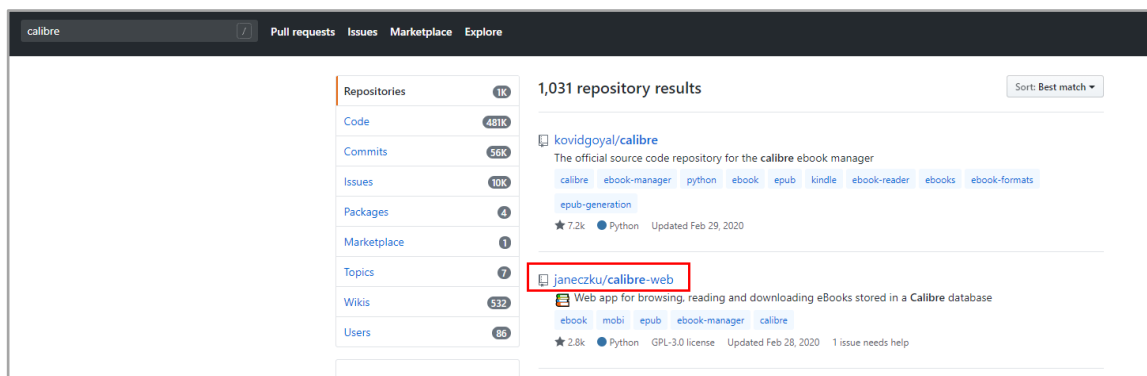 calibre / Pull requests Issues Marketplace Explore
Repositories 1K
Code 481K
Commits 56K
Issues 10K
Packages 4
Marketplace 1
Topics 7
Wikis 532
Users 86
1,031 repository results Sort: Best match
kovidgoyal/calibre
The official source code repository for the calibre ebook manager
calibre ebook-manager python ebook epub kindle ebook-reader ebooks ebook-formats
epub-generation
7.2k Python Updated Feb 29, 2020
janeczku/calibre-web
Web app for browsing, reading and downloading eBooks stored in a Calibre database
ebook mobi epub ebook-manager calibre
2.8k Python GPL-3.0 license Updated Feb 28, 2020 1 issue needs help